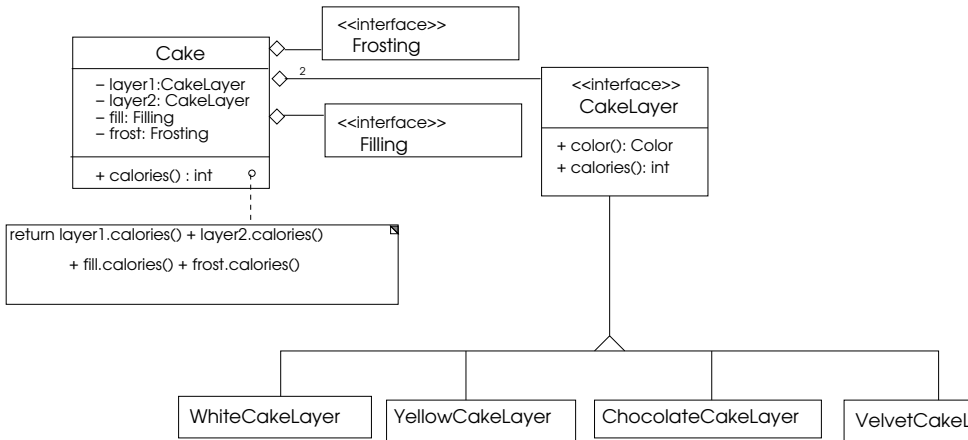 <<interface>>
Frosting
Cake
– layer1:CakeLayer
– layer2: CakeLayer
– fill: Filling
– frost: Frosting
+ calories() : int
2
<<interface>>
Filling
<<interface>>
CakeLayer
+ color(): Color
+ calories(): int
return layer1.calories() + layer2.calories()
+ fill.calories() + frost.calories()
WhiteCakeLayer
YellowCakeLayer
ChocolateCakeLayer
VelvetCakeL